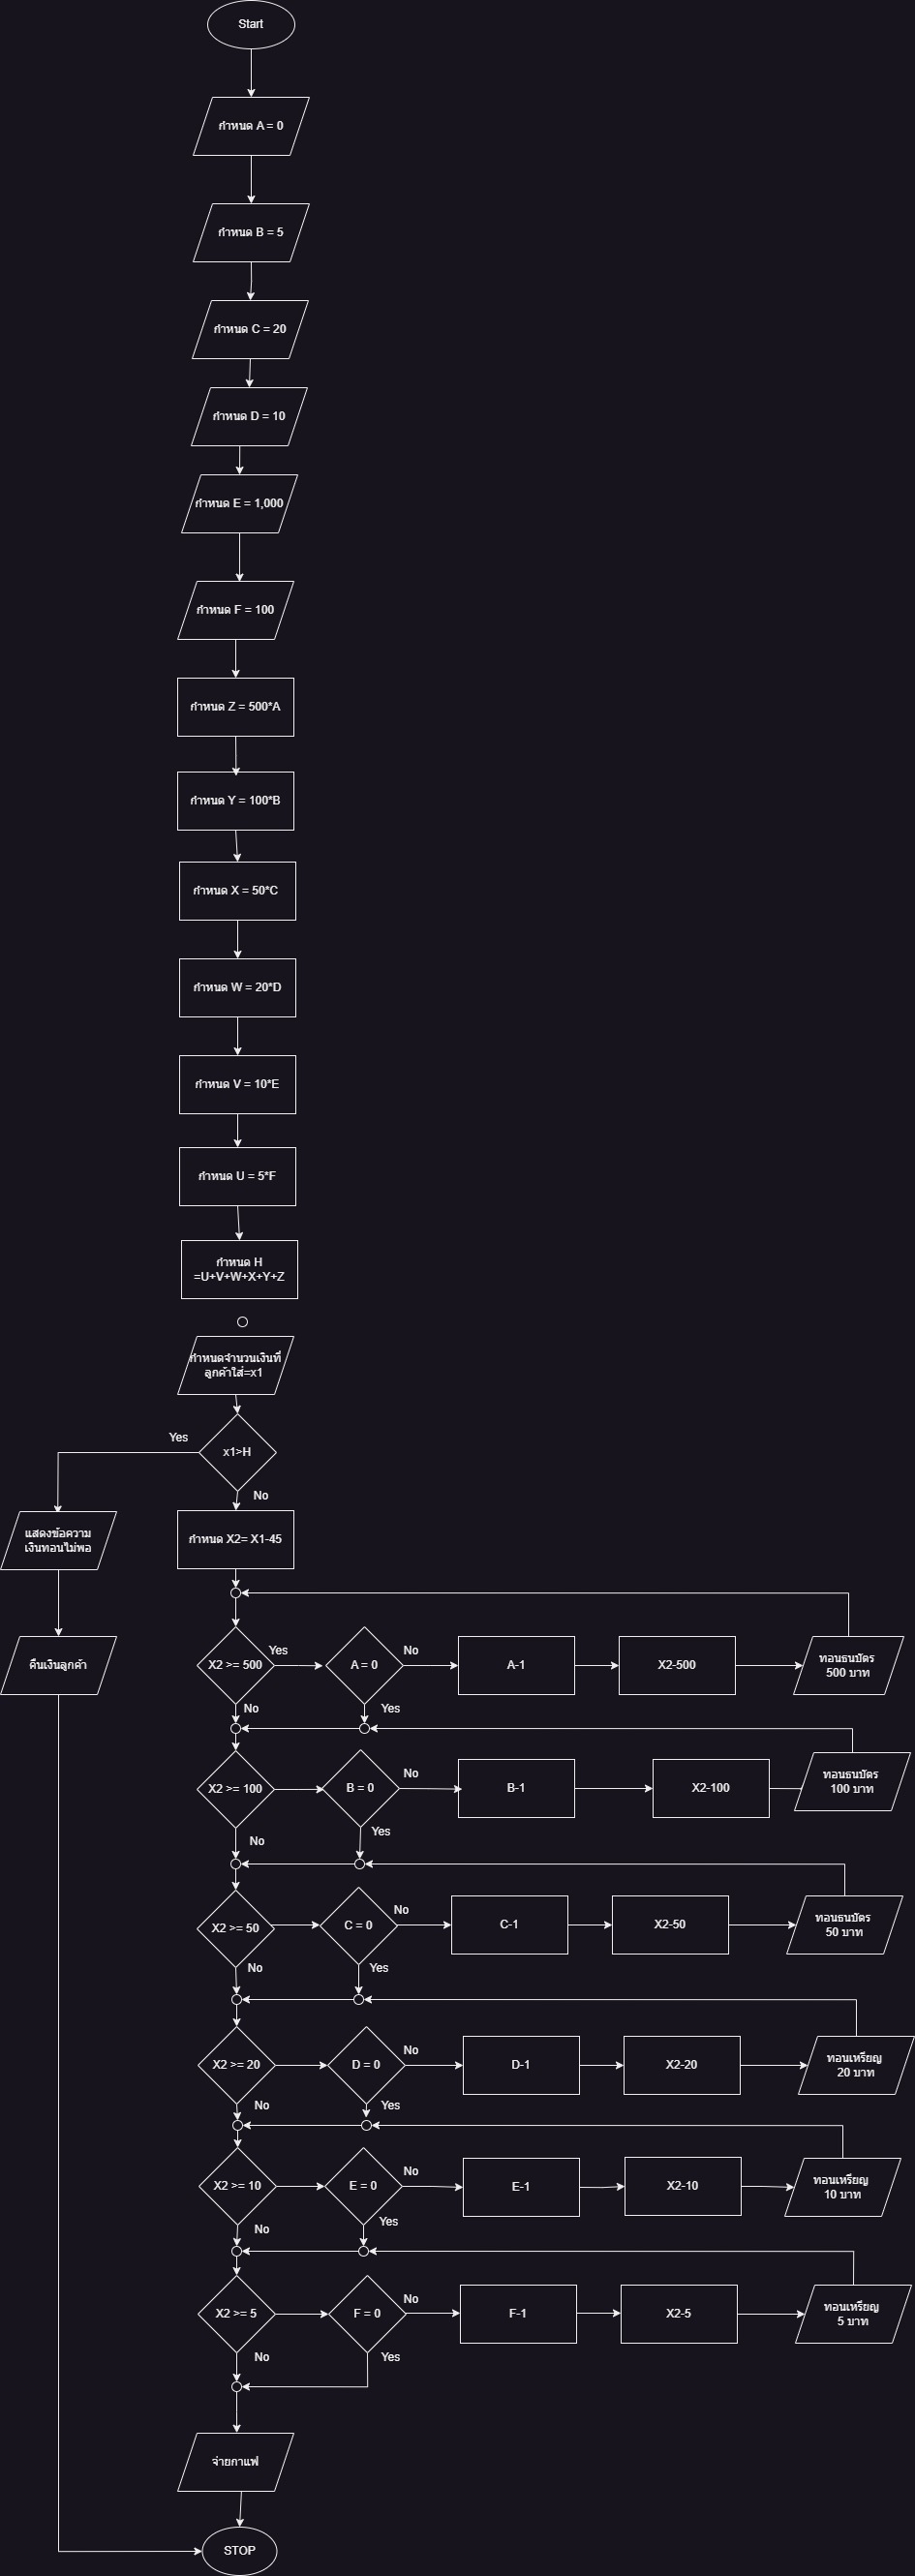 Start
กำหนด A = 0
กำหนด B = 5
กำหนด C = 20
กำหนด D = 10
กำหนด E = 1,000
กำหนด F = 100
กำหนด Z = 500*A
กำหนด Y = 100*B
กำหนด X = 50*C
กำหนด W = 20*D
กำหนด V = 10*E
กำหนด U = 5*F
กำหนด H
=U+V+W+X+Y+Z
กำหนดจำนวนเงินที่
ลูกค้าใส่=x1
Yes
x1>H
No
แสดงข้อความ
เงินทอนไม่พอ
กำหนด X2= X1-45
คืนเงินลูกค้า
X2 >= 500
Yes
A = 0
No
A-1
X2-500
ทอนธนบัตร
500 บาท
No
Yes
X2 >= 100
B = 0
No
B-1
X2-100
ทอนธนบัตร
100 บาท
No
Yes
X2 >= 50
C = 0
No
C-1
X2-50
ทอนธนบัตร
50 บาท
No
Yes
X2 >= 20
D = 0
No
D-1
X2-20
ทอนเหรียญ
20 บาท
No
Yes
X2 >= 10
E = 0
No
E-1
X2-10
ทอนเหรียญ
10 บาท
No
Yes
X2 >= 5
F = 0
No
F-1
X2-5
ทอนเหรียญ
5 บาท
No
Yes
จ่ายกาแฟ
STOP